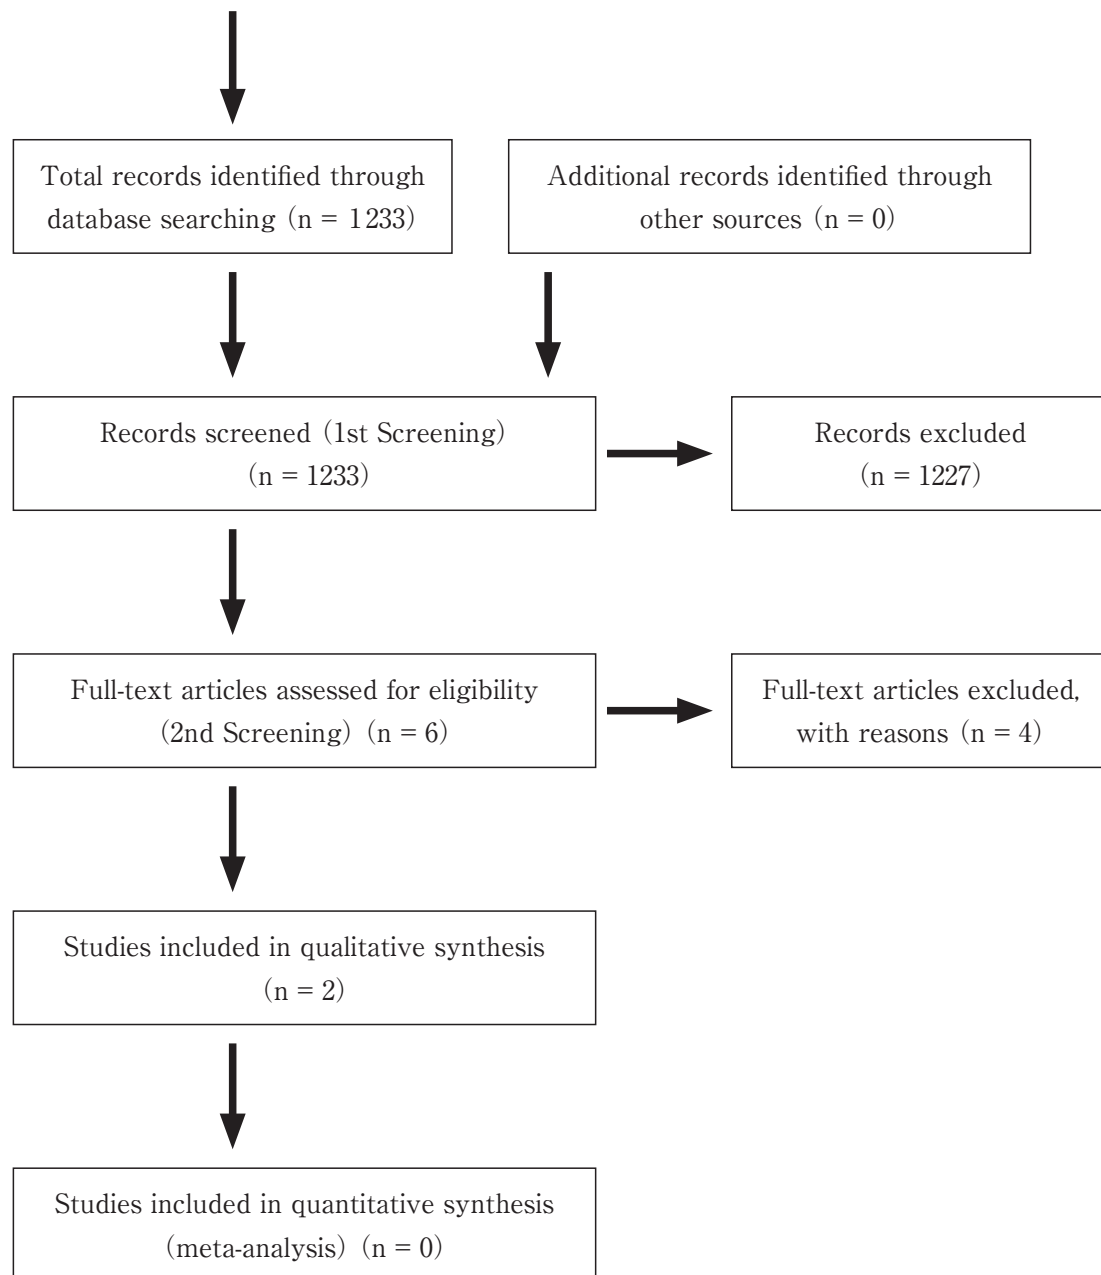 Total records identified through
database searching (n = 1233)
Additional records identified through
other sources (n = 0)
Records screened (1st Screening)
(n = 1233)
Records excluded
(n = 1227)
Full-text articles assessed for eligibility
(2nd Screening) (n = 6)
Full-text articles excluded,
with reasons (n = 4)
Studies included in qualitative synthesis
(n = 2)
Studies included in quantitative synthesis
(meta-analysis) (n = 0)